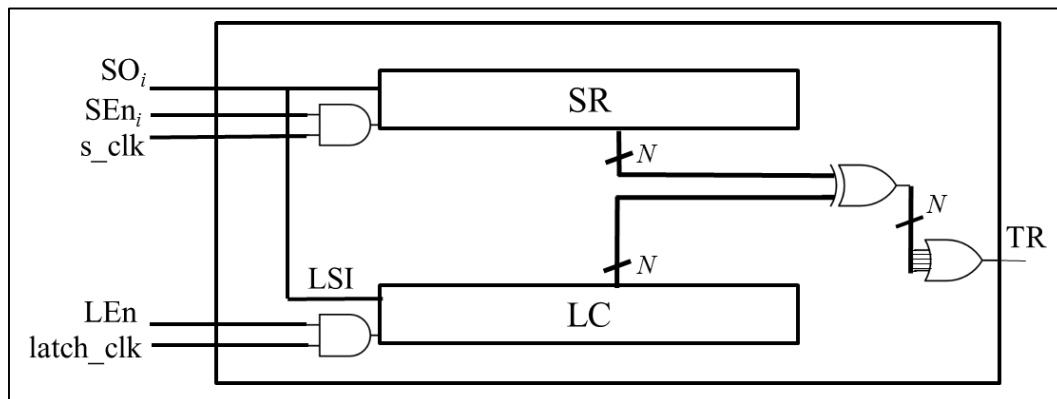 SOi
SR
SEni
s_clk
N
N
TR
N
LSI
LEn
LC
latch_clk